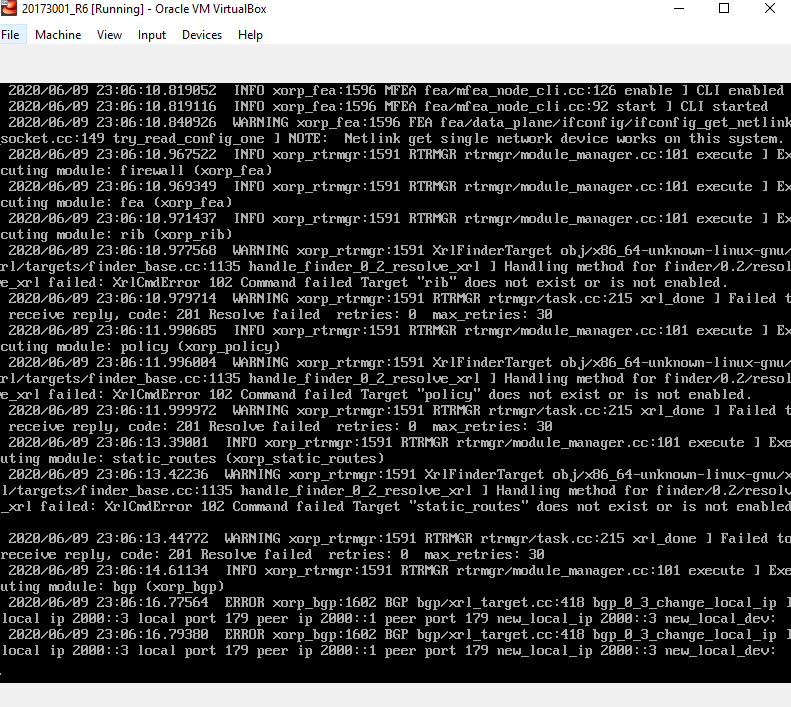 20173001_R6 [Running] - Oracle VM VirtualBox
File Machine View Input Devices Help
2020/06/09 23:06:10.819052 INFO xorp_fea:1596 MFEA fea/mfea_node_cli.cc:126 enable ] CLI enabled
2020/06/09 23:06:10.819116 INFO xorp_fea:1596 MFEA fea/mfea_node_cli.cc:92 start ] CLI started
2020/06/09 23:06:10.840926 WARNING xorp_fea:1596 FEA fea/data_plane/ifconfig/ifconfig_get_netlink
socket.cc:149 try_read_config_one ] NOTE: Netlink get single network device works on this system.
2020/06/09 23:06:10.967522 INFO xorp_rtrmgr:1591 RTRMGR rtrmgr/module_manager.cc:101 execute ] Ex
cuting module: firewall (xorp_fea)
2020/06/09 23:06:10.969349 INFO xorp_rtrmgr:1591 RTRMGR rtrmgr/module_manager.cc:101 execute ] Ex
cuting module: fea (xorp_fea)
2020/06/09 23:06:10.971437 INFO xorp_rtrmgr:1591 RTRMGR rtrmgr/module_manager.cc:101 execute ] Ex
cuting module: rib (xorp_rib)
2020/06/09 23:06:10.977568 WARNING xorp_rtrmgr:1591 XrlFinderTarget obj/x86_64-unknown-linux-gnu/
rl/targets/finder_base.cc:1135 handle_finder_0_2_resolve_xrl ] Handling method for finder/0.2/resol
ve_xrl failed: XrlCmdError 102 Command failed Target "rib" does not exist or is not enabled.
2020/06/09 23:06:10.979714 WARNING xorp_rtrmgr:1591 RTRMGR rtrmgr/task.cc:215 xrl_done ] Failed t
receive reply, code: 201 Resolve failed retries: 0 max_retries: 30
2020/06/09 23:06:11.990685 INFO xorp_rtrmgr:1591 RTRMGR rtrmgr/module_manager.cc:101 execute ] Ex
cuting module: policy (xorp_policy)
2020/06/09 23:06:11.996004 WARNING xorp_rtrmgr:1591 XrlFinderTarget obj/x86_64-unknown-linux-gnu/
rl/targets/finder_base.cc:1135 handle_finder_0_2_resolve_xrl ] Handling method for finder/0.2/resol
ve_xrl failed: XrlCmdError 102 Command failed Target "policy" does not exist or is not enabled.
2020/06/09 23:06:11.999972 WARNING xorp_rtrmgr:1591 RTRMGR rtrmgr/task.cc:215 xrl_done ] Failed t
receive reply, code: 201 Resolve failed retries: 0 max_retries: 30
2020/06/09 23:06:13.39001 INFO xorp_rtrmgr:1591 RTRMGR rtrmgr/module_manager.cc:101 execute ] Exe
uting module: static_routes (xorp_static_routes)
2020/06/09 23:06:13.42236 WARNING xorp_rtrmgr:1591 XrlFinderTarget obj/x86_64-unknown-linux-gnu/x
l/targets/finder_base.cc:1135 handle_finder_0_2_resolve_xrl ] Handling method for finder/0.2/resolv
_xrl failed: XrlCmdError 102 Command failed Target "static_routes" does not exist or is not enabled
2020/06/09 23:06:13.44772 WARNING xorp_rtrmgr:1591 RTRMGR rtrmgr/task.cc:215 xrl_done ] Failed to
receive reply, code: 201 Resolve failed retries: 0 max_retries: 30
2020/06/09 23:06:14.61134 INFO xorp_rtrmgr:1591 RTRMGR rtrmgr/module_manager.cc:101 execute ] Exe
uting module: bgp (xorp_bgp)
2020/06/09 23:06:16.77564 ERROR xorp_bgp:1602 BGP bgp/xrl_target.cc:418 bgp_0_3_change_local_ip ]
local ip 2000::3 local port 179 peer ip 2000::1 peer port 179 new_local_ip 2000::3 new_local_dev:
2020/06/09 23:06:16.79380 ERROR xorp_bgp:1602 BGP bgp/xrl_target.cc:418 bgp_0_3_change_local_ip ]
local ip 2000::3 local port 179 peer ip 2000::1 peer port 179 new_local_ip 2000::3 new_local_dev: